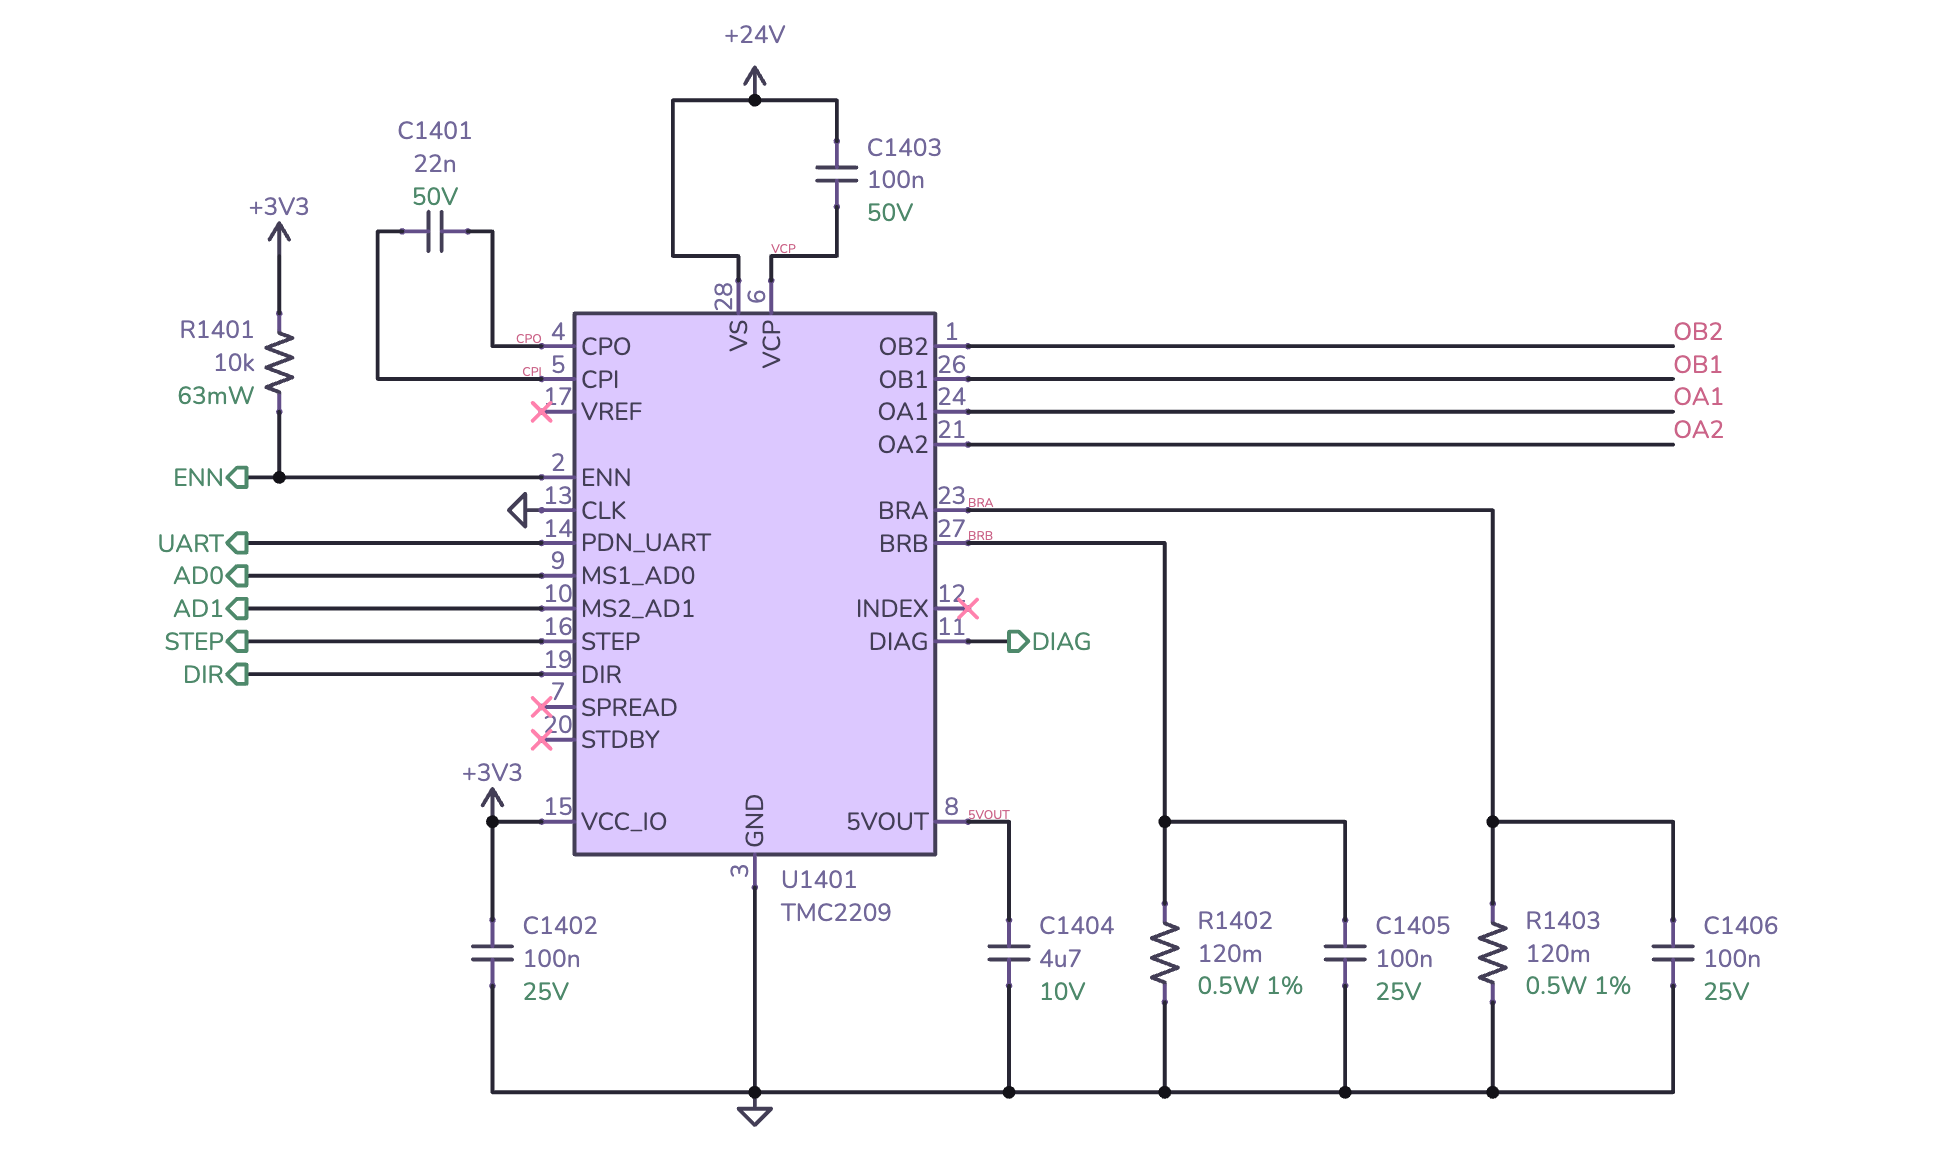 +24V
C1401
22n
50V
C1403
100n
50V
+3V3
VCP
28
6
VS
VCP
R1401
10k
63mW
CPO
4
CPO
CPI
5
CPI
17
VREF
ENN
2
ENN
13
CLK
UART
14
PDN_UART
AD0
9
MS1_AD0
AD1
10
MS2_AD1
STEP
16
STEP
DIR
19
DIR
7
SPREAD
20
STDBY
+3V3
15
VCC_IO
GND
3
OB2
1
OB2
OB1
26
OB1
OA1
24
OA1
OA2
21
OA2
BRA
23
BRA
BRB
27
BRB
INDEX
12
DIAG
11
DIAG
5VOUT
8
5VOUT
U1401
TMC2209
C1402
100n
25V
C1404
4u7
10V
R1402
120m
0.5W 1%
C1405
100n
25V
R1403
120m
0.5W 1%
C1406
100n
25V